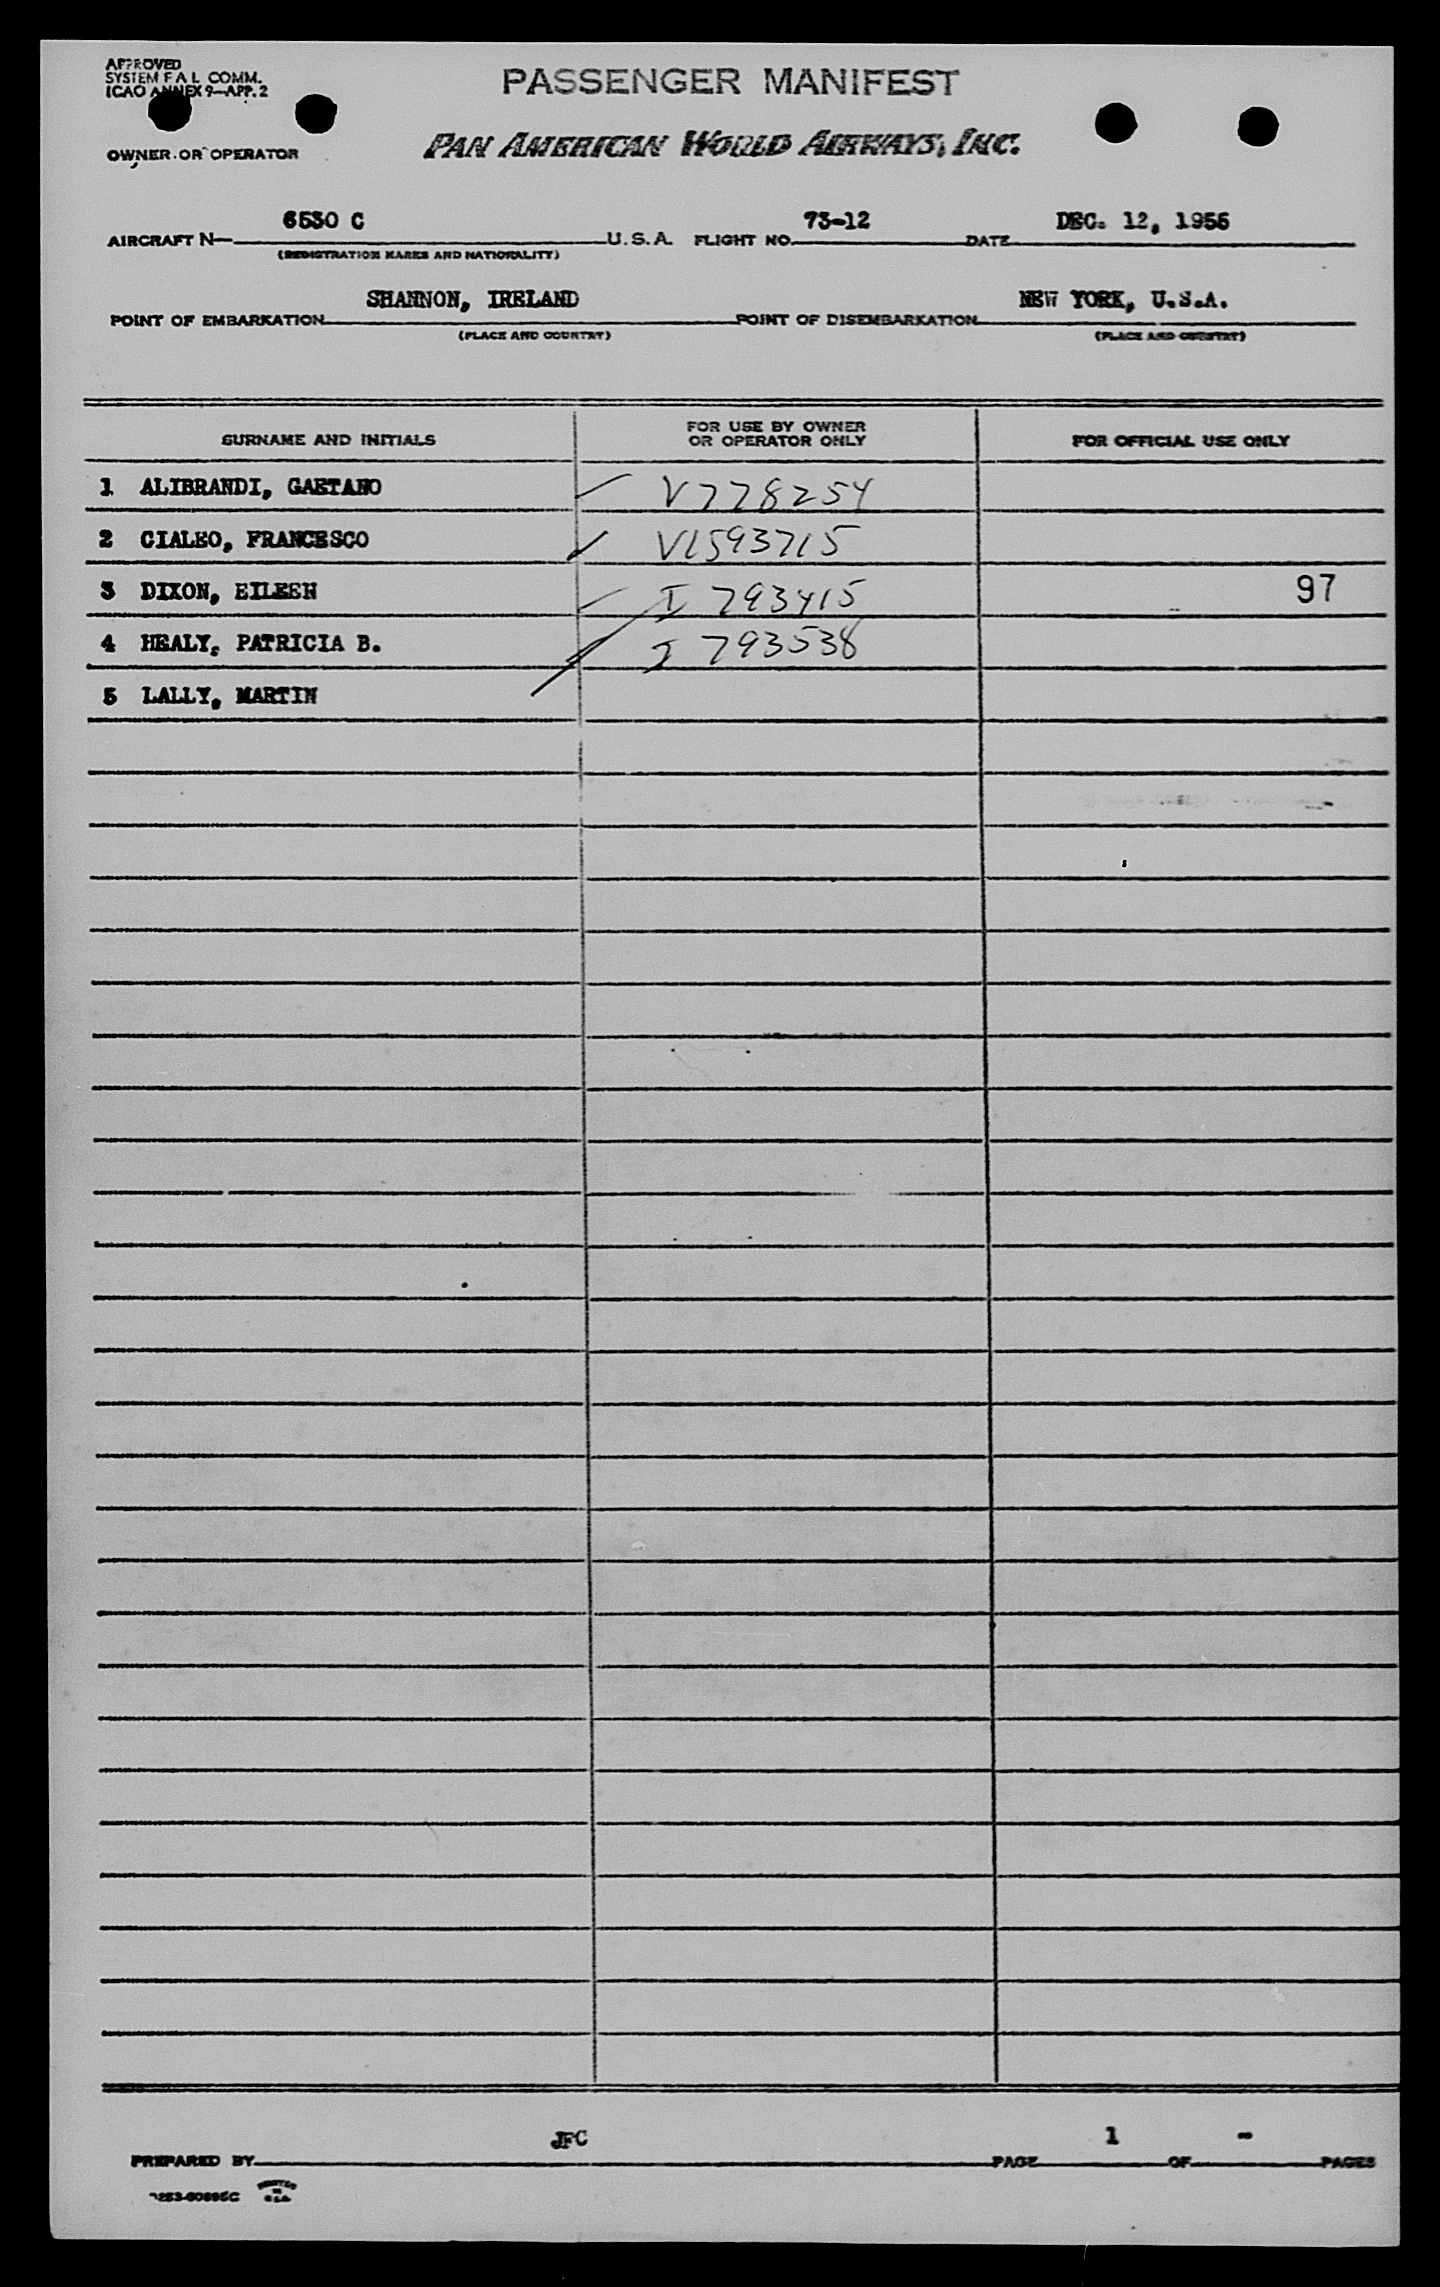 APPROVED
SYSTEM F A L COMM.
ICAO ANNEX 9—APP. 2
PASSENGER MANIFEST
OWNER OR OPERATOR
PAN AMERICAN WORLD AIRWAYS, INC.
AIRCRAFT N— 6530 C U.S.A. FLIGHT NO. 73-12 DATE DEC. 12, 1956
(REGISTRATION MARKS AND NATIONALITY)
POINT OF EMBARKATION SHANNON, IRELAND POINT OF DISEMBARKATION NEW YORK, U.S.A.
(PLACE AND COUNTRY) (PLACE AND COUNTRY)
SURNAME AND INITIALS FOR USE BY OWNER OR OPERATOR ONLY FOR OFFICIAL USE ONLY
1 ALIBRANDI, GAETANO V778254
2 CIALEO, FRANCESCO V1593715
3 DIXON, EILEEN I 793415 97
4 HEALY, PATRICIA B. I 793538
5 LALLY, MARTIN
PREPARED BY JFC PAGE 1 OF - PAGES
PRINTED IN U.S.A.